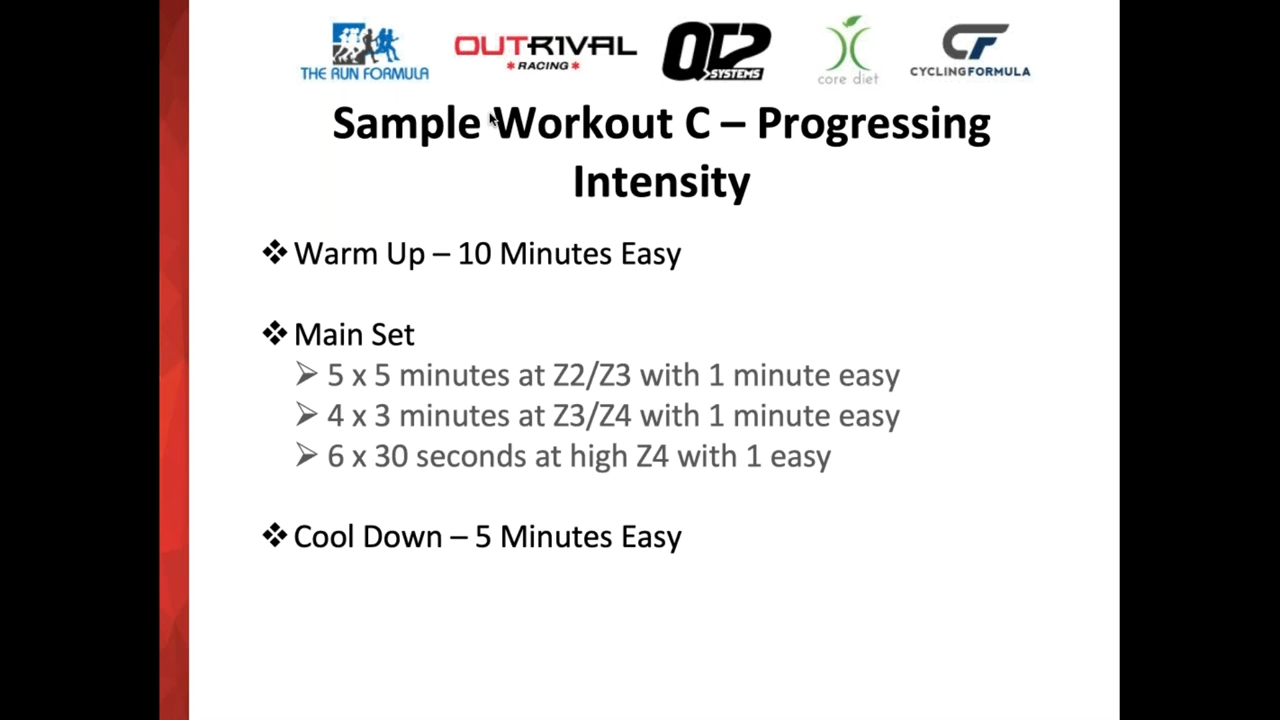 THE RUN FORMULA
OUTR1VAL
RACING
QT2
SYSTEMS
core diet
CF
CYCLINGFORMULA
Sample Workout C – Progressing
Intensity
Warm Up – 10 Minutes Easy
Main Set
5 x 5 minutes at Z2/Z3 with 1 minute easy
4 x 3 minutes at Z3/Z4 with 1 minute easy
6 x 30 seconds at high Z4 with 1 easy
Cool Down – 5 Minutes Easy